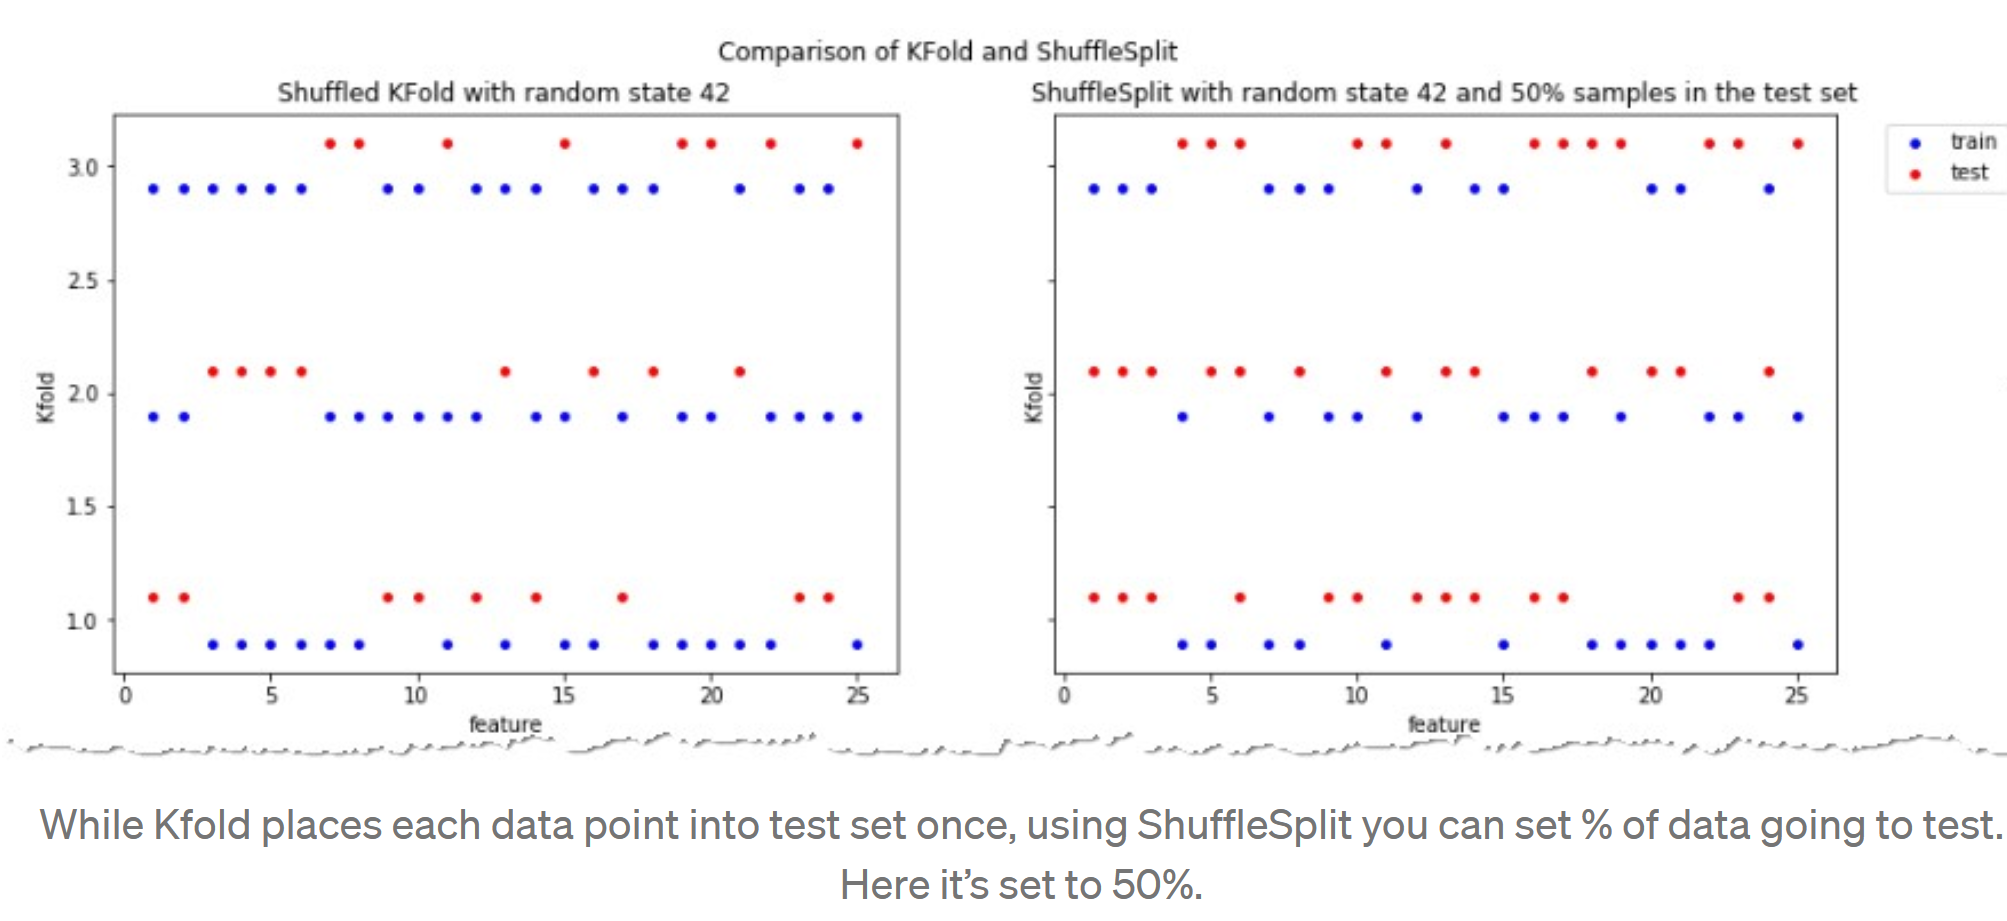 Comparison of KFold and ShuffleSplit
Shuffled KFold with random state 42
3.0
2.5
2.0
1.5
1.0
Kfold
0 5 10 15 20 25
feature
ShuffleSplit with random state 42 and 50% samples in the test set
Kfold
0 5 10 15 20 25
feature
train
test
While Kfold places each data point into test set once, using ShuffleSplit you can set % of data going to test.
Here it’s set to 50%.